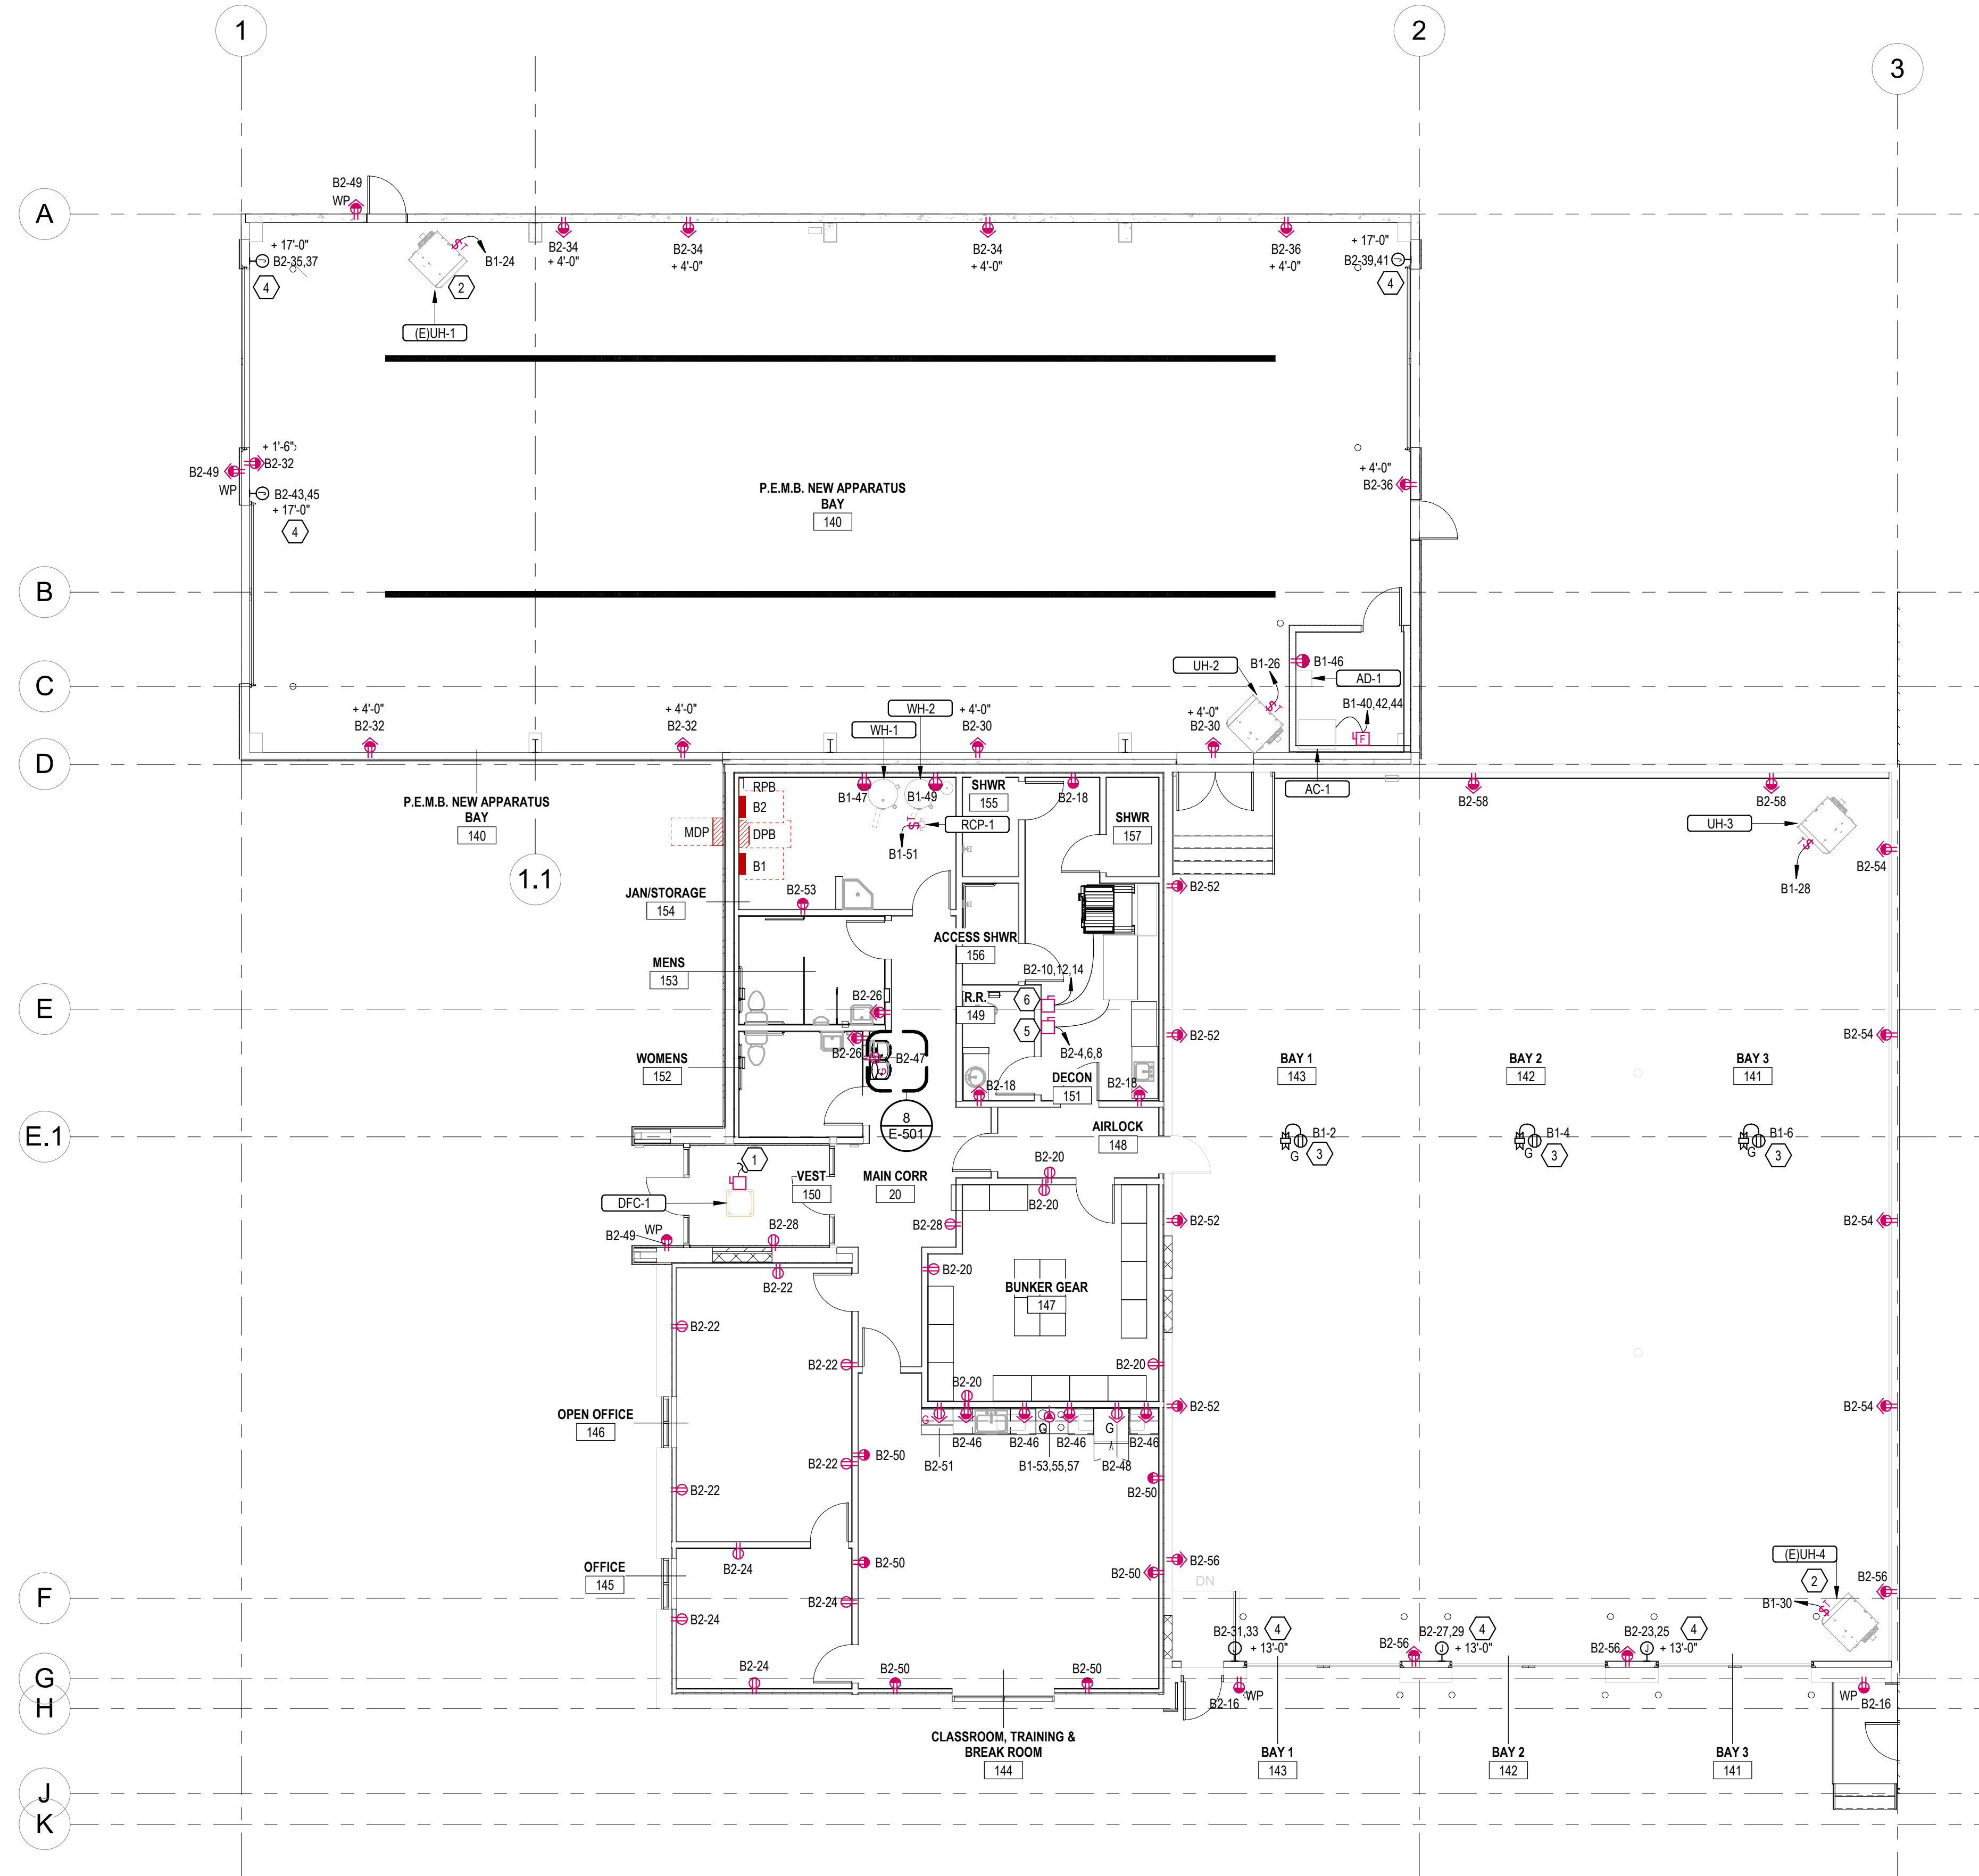 1
2
3
A
B2-49
WP
+ 17'-0"
B2-35,37
4
B1-24
2
(E)UH-1
B2-34
+ 4'-0"
B2-34
+ 4'-0"
B2-34
+ 4'-0"
B2-36
+ 4'-0"
+ 17'-0"
B2-39,41
4
+ 1'-6"
B2-49
B2-32
WP
B2-43,45
+ 17'-0"
4
+ 4'-0"
B2-36
P.E.M.B. NEW APPARATUS
BAY
140
B
C
UH-2
B1-26
B1-46
AD-1
B1-40,42,44
F
+ 4'-0"
B2-32
+ 4'-0"
B2-32
WH-2
WH-1
+ 4'-0"
B2-30
+ 4'-0"
B2-30
D
AC-1
P.E.M.B. NEW APPARATUS
BAY
140
1.1
RPB
B2
MDP
DPB
B1
B1-47
B1-49
RCP-1
B1-51
SHWR
155
B2-18
SHWR
157
B2-58
B2-58
UH-3
B1-28
B2-54
JAN/STORAGE
154
B2-53
B2-52
ACCESS SHWR
156
MENS
153
B2-10,12,14
B2-26
R.R.
149
6
5
E
B2-52
B2-54
B2-26
B2-47
B2-4,6,8
WOMENS
152
B2-18
DECON
151
B2-18
BAY 1
143
BAY 2
142
BAY 3
141
8
E-501
E.1
AIRLOCK
148
B1-2
G
3
B1-4
G
3
B1-6
G
3
1
VEST
150
MAIN CORR
20
B2-20
DFC-1
B2-20
B2-28
B2-28
WP
B2-49
B2-52
B2-54
B2-22
B2-20
BUNKER GEAR
147
B2-22
B2-22
B2-20
B2-20
OPEN OFFICE
146
G
G
G
B2-52
B2-54
B2-46
B2-46
B2-46
B2-46
B2-51
B1-53,55,57
B2-48
B2-50
B2-22
B2-22
B2-50
B2-24
B2-50
B2-50
B2-56
OFFICE
145
DN
(E)UH-4
2
B2-56
B1-30
F
B2-24
B2-24
B2-31,33
4
+ 13'-0"
B2-56
B2-27,29
4
J
+ 13'-0"
B2-56
B2-23,25
4
J
+ 13'-0"
G
B2-24
B2-50
B2-50
WP
B2-16
WP
B2-16
H
CLASSROOM, TRAINING &
BREAK ROOM
144
BAY 1
143
BAY 2
142
BAY 3
141
J
K